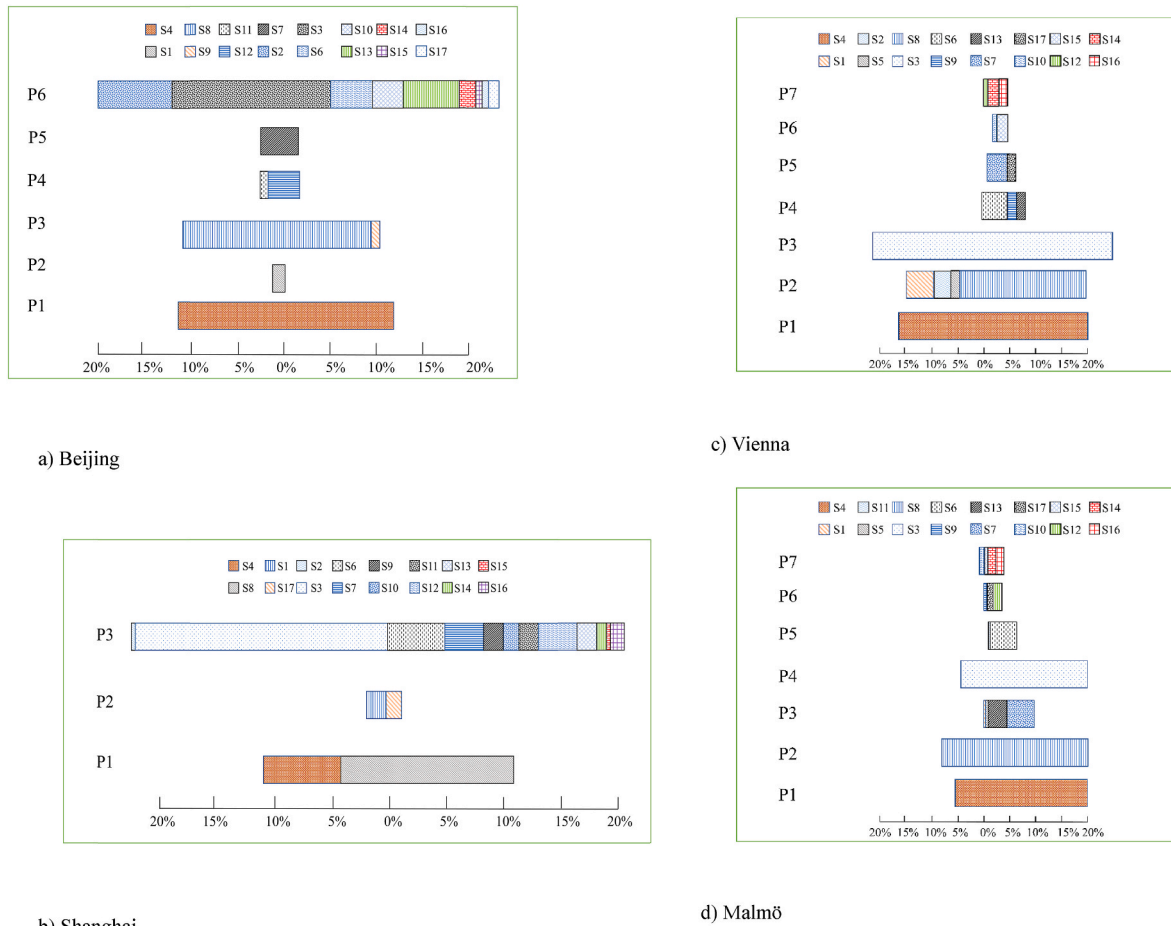 S4 S8 S11 S7 S3 S10 S14 S16
S1 S9 S12 S2 S6 S13 S15 S17
P6
P5
P4
P3
P2
P1
20% 15% 10% 5% 0% 5% 10% 15% 20%
a) Beijing
S4 S2 S8 S6 S13 S17 S15 S14
S1 S5 S3 S9 S7 S10 S12 S16
P7
P6
P5
P4
P3
P2
P1
20% 15% 10% 5% 0% 5% 10% 15% 20%
c) Vienna
S4 S1 S2 S6 S9 S11 S13 S15
S8 S17 S3 S7 S10 S12 S14 S16
P3
P2
P1
20% 15% 10% 5% 0% 5% 10% 15% 20%
b) Shanghai
S4 S11 S8 S6 S13 S17 S15 S14
S1 S5 S3 S9 S7 S10 S12 S16
P7
P6
P5
P4
P3
P2
P1
20% 15% 10% 5% 0% 5% 10% 15% 20%
d) Malmö